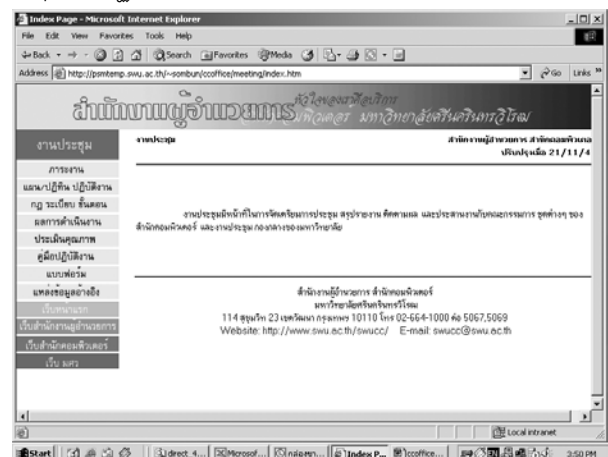 Index Page - Microsoft Internet Explorer
File Edit View Favorites Tools Help
Back Search Favorites Media
Address http://psmtemp.swu.ac.th/~sombun/ccoffice/meeting/index.htm Go Links »
สำนักงานผู้อำนวยการ
มหาวิทยาลัยศรีนครินทรวิโรฒ
งานประชุม
งานประชุม
สำนักงานผู้อำนวยการ สำนักคอมพิวเตอ
ปรับปรุงเมื่อ 21/11/4
ภาระงาน
แผน/ปฏิทิน ปฏิบัติงาน
กฎ ระเบียบ ขั้นตอน
ผลการดำเนินงาน
ประเมินคุณภาพ
คู่มือปฏิบัติงาน
แบบฟอร์ม
แหล่งข้อมูลอ้างอิง
เว็บหน้าแรก
เว็บสำนักงานผู้อำนวยการ
เว็บสำนักคอมพิวเตอร์
เว็บ มศว
งานประชุมมีหน้าที่ในการจัดเตรียมการประชุม สรุปรายงาน ติดตามผล และประสานงานกับคณะกรรมการ ชุดต่างๆ ของ
สำนักคอมพิวเตอร์ และงานประชุม กองกลางของมหาวิทยาลัย
สำนักงานผู้อำนวยการ สำนักคอมพิวเตอร์
มหาวิทยาลัยศรีนครินทรวิโรฒ
114 สุขุมวิท 23 เขตวัฒนา กรุงเทพฯ 10110 โทร 02-664-1000 ต่อ 5067,5069
Website: http://www.swu.ac.th/swucc/ E-mail: swucc@swu.ac.th
Local intranet
Start direct 4... Microsof... Index P... ccoffice... 3:50 PM